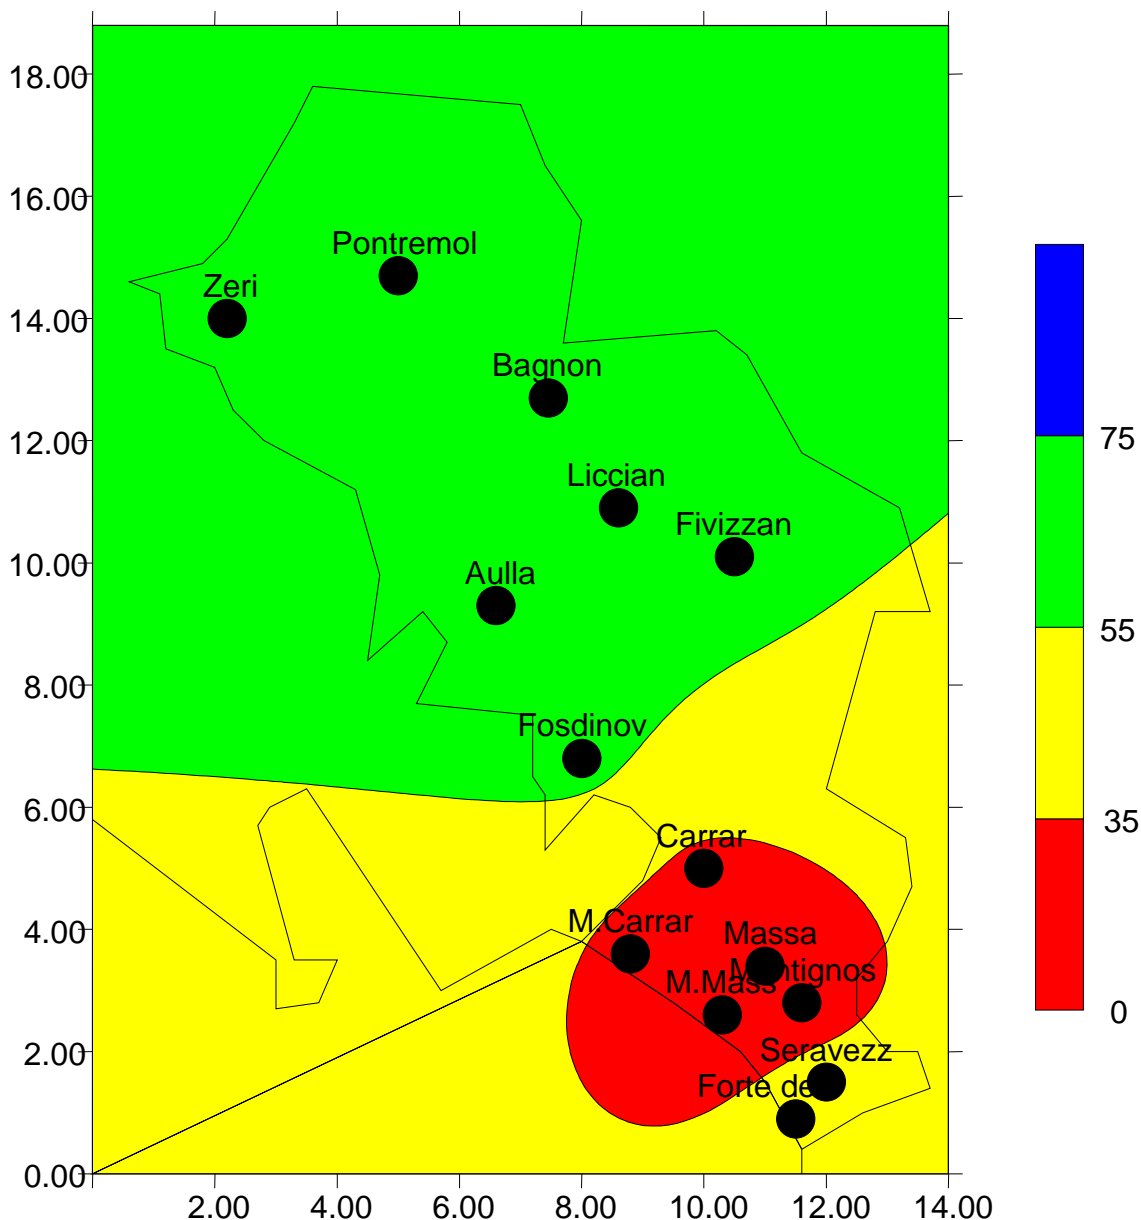 18.00
16.00
14.00
12.00
10.00
8.00
6.00
4.00
2.00
0.00
Pontremol
Zeri
Bagnon
Liccian
Fivizzan
Aulla
Fosdinov
Carrar
M.Carrar
Massa
Montignos
M.Mass
Seravezz
Forte de
2.00 4.00 6.00 8.00 10.00 12.00 14.00
75
55
35
0